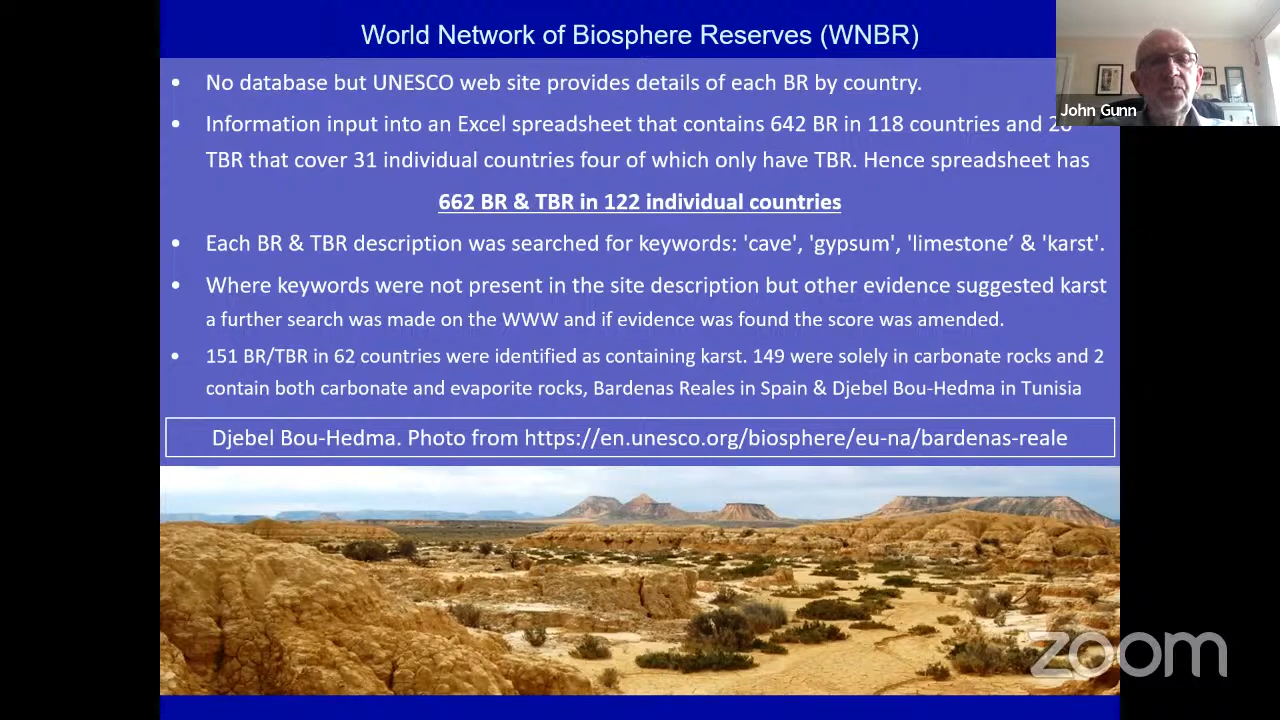 World Network of Biosphere Reserves (WNBR)
• No database but UNESCO web site provides details of each BR by country.
• Information input into an Excel spreadsheet that contains 642 BR in 118 countries and
TBR that cover 31 individual countries four of which only have TBR. Hence spreadsheet has
662 BR & TBR in 122 individual countries
• Each BR & TBR description was searched for keywords: 'cave', 'gypsum', 'limestone’ & 'karst'.
• Where keywords were not present in the site description but other evidence suggested karst
a further search was made on the WWW and if evidence was found the score was amended.
• 151 BR/TBR in 62 countries were identified as containing karst. 149 were solely in carbonate rocks and 2
contain both carbonate and evaporite rocks, Bardenas Reales in Spain & Djebel Bou-Hedma in Tunisia
Djebel Bou-Hedma. Photo from https://en.unesco.org/biosphere/eu-na/bardenas-reale
John Gunn
zoom